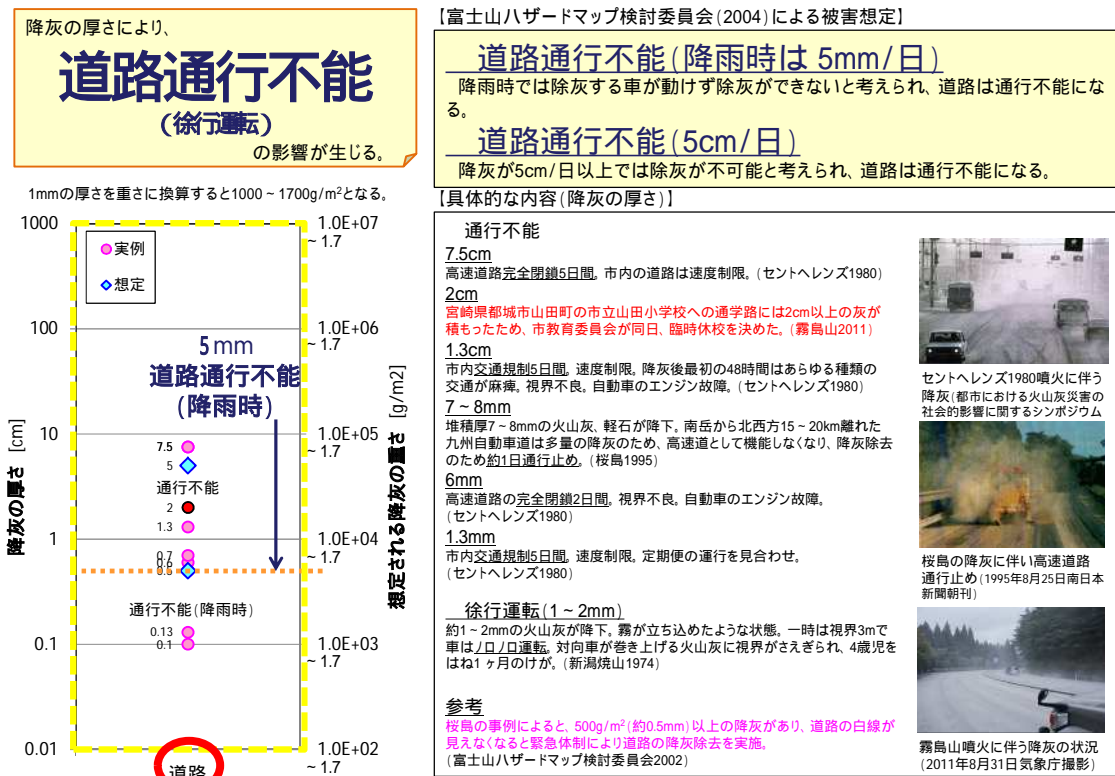 降灰の厚さにより、
道路通行不能
(徐行運転)
の影響が生じる。
1mmの厚さを重さに換算すると1000~1700g/m²となる。
1000
100
10
1
0.1
0.01
降灰の厚さ [cm]
実例
想定
5mm
道路通行不能
(降雨時)
7.5
5
通行不能
2
1.3
0.7
0.6
0.5
通行不能(降雨時)
0.13
0.1
道路
1.0E+07
~1.7
1.0E+06
~1.7
1.0E+05
~1.7
1.0E+04
~1.7
1.0E+03
~1.7
1.0E+02
~1.7
想定される降灰の重さ [g/m2]
【富士山ハザードマップ検討委員会(2004)による被害想定】
道路通行不能(降雨時は 5mm/日)
降雨時では除灰する車が動けず除灰ができないと考えられ、道路は通行不能にな
る。
道路通行不能(5cm/日)
降灰が5cm/日以上では除灰が不可能と考えられ、道路は通行不能になる。
【具体的な内容(降灰の厚さ)】
通行不能
7.5cm
高速道路完全閉鎖5日間。市内の道路は速度制限。(セントヘレンズ1980)
2cm
宮崎県都城市山田町の市立山田小学校への通学路には2cm以上の灰が
積もったため、市教育委員会が同日、臨時休校を決めた。(霧島山2011)
1.3cm
市内交通規制5日間。速度制限。降灰後最初の48時間はあらゆる種類の
交通が麻痺。視界不良。自動車のエンジン故障。(セントヘレンズ1980)
7~8mm
堆積厚7~8mmの火山灰、軽石が降下。南岳から北西方15~20km離れた
九州自動車道は多量の降灰のため、高速道として機能しなくなり、降灰除去
のため約1日通行止め。(桜島1995)
6mm
高速道路の完全閉鎖2日間。視界不良。自動車のエンジン故障。
(セントヘレンズ1980)
1.3mm
市内交通規制5日間。速度制限。定期便の運行を見合わせ。
(セントヘレンズ1980)
徐行運転(1~2mm)
約1~2mmの火山灰が降下。霧が立ち込めたような状態。一時は視界3mで
車はノロノロ運転。対向車が巻き上げる火山灰に視界がさえぎられ、4歳児を
はね1ヶ月のけが。(新潟焼山1974)
参考
桜島の事例によると、500g/m²(約0.5mm)以上の降灰があり、道路の白線が
見えなくなると緊急体制により道路の降灰除去を実施。
(富士山ハザードマップ検討委員会2002)
セントヘレンズ1980噴火に伴う
降灰(都市における火山灰災害の
社会的影響に関するシンポジウム
桜島の降灰に伴い高速道路
通行止め(1995年8月25日南日本
新聞朝刊)
霧島山噴火に伴う降灰の状況
(2011年8月31日気象庁撮影)